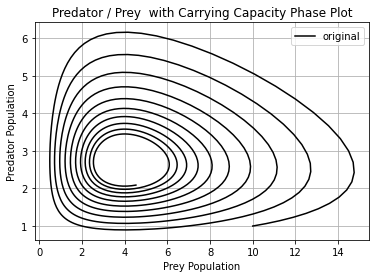 Predator / Prey  with Carrying Capacity Phase Plot
original
Predator Population
6
5
4
3
2
1
0 2 4 6 8 10 12 14
Prey Population